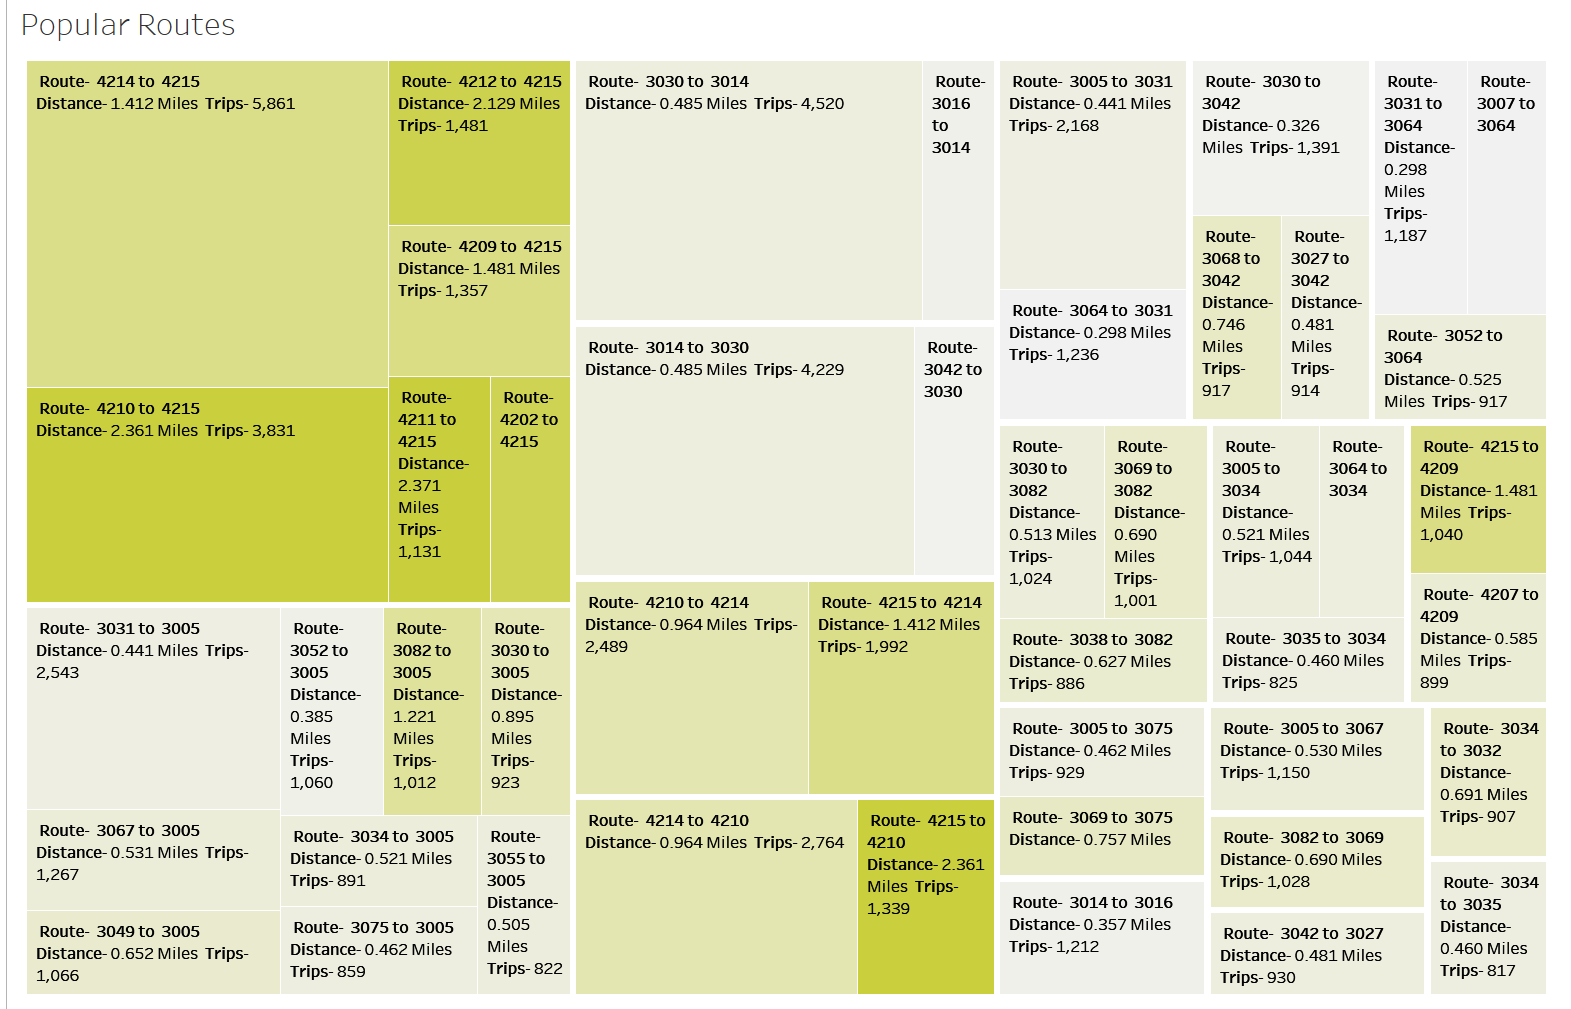 Popular Routes
Route- 4214 to 4215
Distance- 1.412 Miles Trips- 5,861
Route- 4212 to 4215
Distance- 2.129 Miles
Trips- 1,481
Route- 4209 to 4215
Distance- 1.481 Miles
Trips- 1,357
Route- 4210 to 4215
Distance- 2.361 Miles Trips- 3,831
Route-
4211 to
4215
Distance-
2.371
Miles
Trips-
1,131
Route-
4202 to
4215
Route- 3031 to 3005
Distance- 0.441 Miles Trips-
2,543
Route-
3052 to
3005
Distance-
0.385
Miles
Trips-
1,060
Route-
3082 to
3005
Distance-
1.221
Miles
Trips-
1,012
Route-
3030 to
3005
Distance-
0.895
Miles
Trips-
923
Route- 3067 to 3005
Distance- 0.531 Miles Trips-
1,267
Route- 3034 to 3005
Distance- 0.521 Miles
Trips- 891
Route-
3055 to
3005
Distance-
0.505
Miles
Trips- 822
Route- 3049 to 3005
Distance- 0.652 Miles Trips-
1,066
Route- 3075 to 3005
Distance- 0.462 Miles
Trips- 859
Route- 3030 to 3014
Distance- 0.485 Miles Trips- 4,520
Route-
3016
to
3014
Route- 3014 to 3030
Distance- 0.485 Miles Trips- 4,229
Route-
3042 to
3030
Route- 4210 to 4214
Distance- 0.964 Miles Trips-
2,489
Route- 4215 to 4214
Distance- 1.412 Miles
Trips- 1,992
Route- 4214 to 4210
Distance- 0.964 Miles Trips- 2,764
Route- 4215 to
4210
Distance- 2.361
Miles Trips-
1,339
Route- 3005 to 3031
Distance- 0.441 Miles
Trips- 2,168
Route- 3064 to 3031
Distance- 0.298 Miles
Trips- 1,236
Route- 3030 to
3042
Distance- 0.326
Miles Trips- 1,391
Route-
3068 to
3042
Distance-
0.746
Miles
Trips-
917
Route-
3027 to
3042
Distance-
0.481
Miles
Trips-
914
Route-
3031 to
3064
Distance-
0.298
Miles
Trips-
1,187
Route-
3007 to
3064
Route- 3052 to
3064
Distance- 0.525
Miles Trips- 917
Route-
3030 to
3082
Distance-
0.513 Miles
Trips-
1,024
Route-
3069 to
3082
Distance-
0.690
Miles
Trips-
1,001
Route- 3038 to 3082
Distance- 0.627 Miles
Trips- 886
Route-
3005 to
3034
Distance-
0.521 Miles
Trips- 1,044
Route-
3064 to
3034
Route- 3035 to 3034
Distance- 0.460 Miles
Trips- 825
Route- 4215 to
4209
Distance- 1.481
Miles Trips-
1,040
Route- 4207 to
4209
Distance- 0.585
Miles Trips-
899
Route- 3005 to 3075
Distance- 0.462 Miles
Trips- 929
Route- 3069 to 3075
Distance- 0.757 Miles
Route- 3014 to 3016
Distance- 0.357 Miles
Trips- 1,212
Route- 3005 to 3067
Distance- 0.530 Miles
Trips- 1,150
Route- 3082 to 3069
Distance- 0.690 Miles
Trips- 1,028
Route- 3042 to 3027
Distance- 0.481 Miles
Trips- 930
Route- 3034
to 3032
Distance-
0.691 Miles
Trips- 907
Route- 3034
to 3035
Distance-
0.460 Miles
Trips- 817